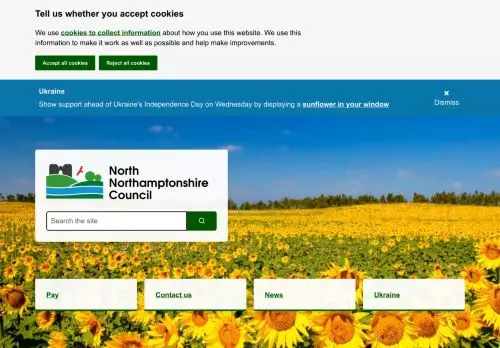 Tell us whether you accept cookies
We use cookies to collect information about how you use this website. We use this
information to make it work as well as possible and help make improvements.
Accept all cookies
Reject all cookies
Ukraine
Show support ahead of Ukraine's Independence Day on Wednesday by displaying a sunflower in your window
Dismiss
North
Northamptonshire
Council
Search the site
Pay
Contact us
News
Ukraine